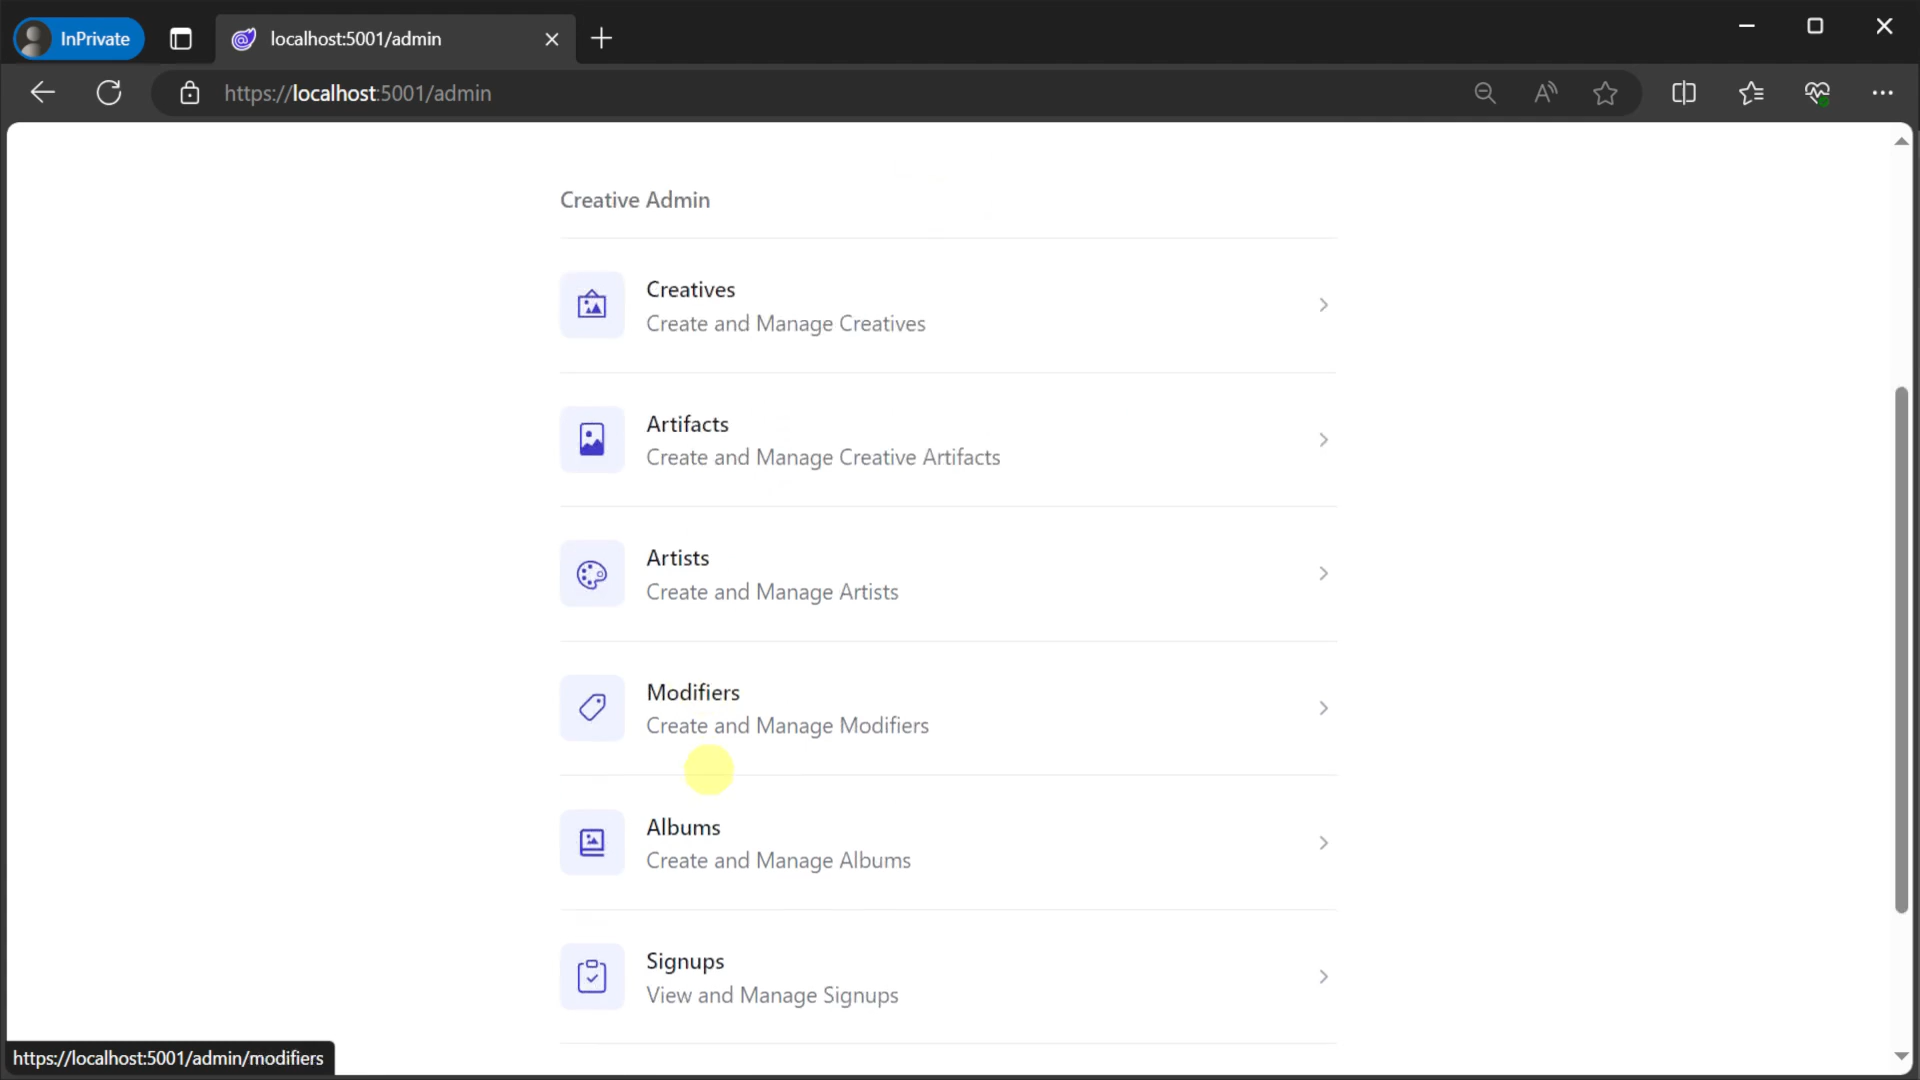 InPrivate
localhost:5001/admin
https://localhost:5001/admin
Creative Admin
Creatives
Create and Manage Creatives
Artifacts
Create and Manage Creative Artifacts
Artists
Create and Manage Artists
Modifiers
Create and Manage Modifiers
Albums
Create and Manage Albums
Signups
View and Manage Signups
https://localhost:5001/admin/modifiers